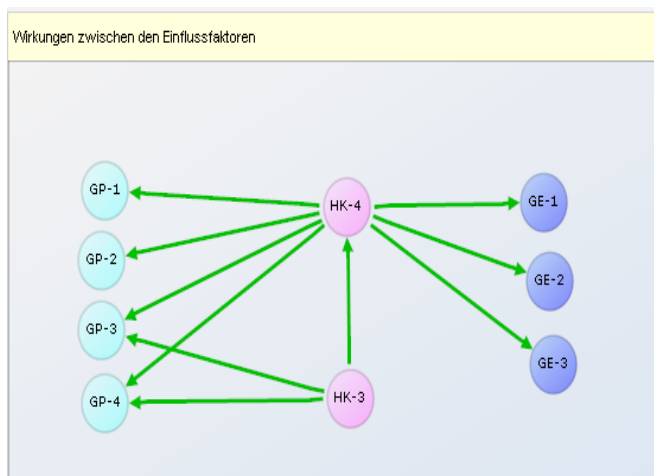 Wirkungen zwischen den Einflussfaktoren
GP-1
HK-4
GE-1
GP-2
GE-2
GP-3
GE-3
GP-4
HK-3